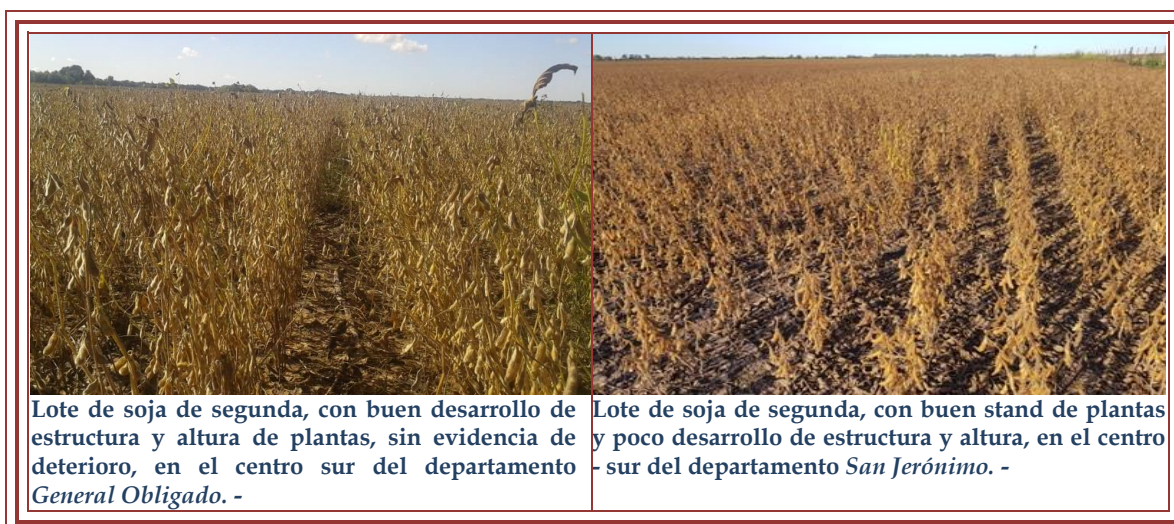 Lote de soja de segunda, con buen desarrollo de
estructura y altura de plantas, sin evidencia de
deterioro, en el centro sur del departamento
General Obligado. -
Lote de soja de segunda, con buen stand de plantas
y poco desarrollo de estructura y altura, en el centro
- sur del departamento San Jerónimo. -